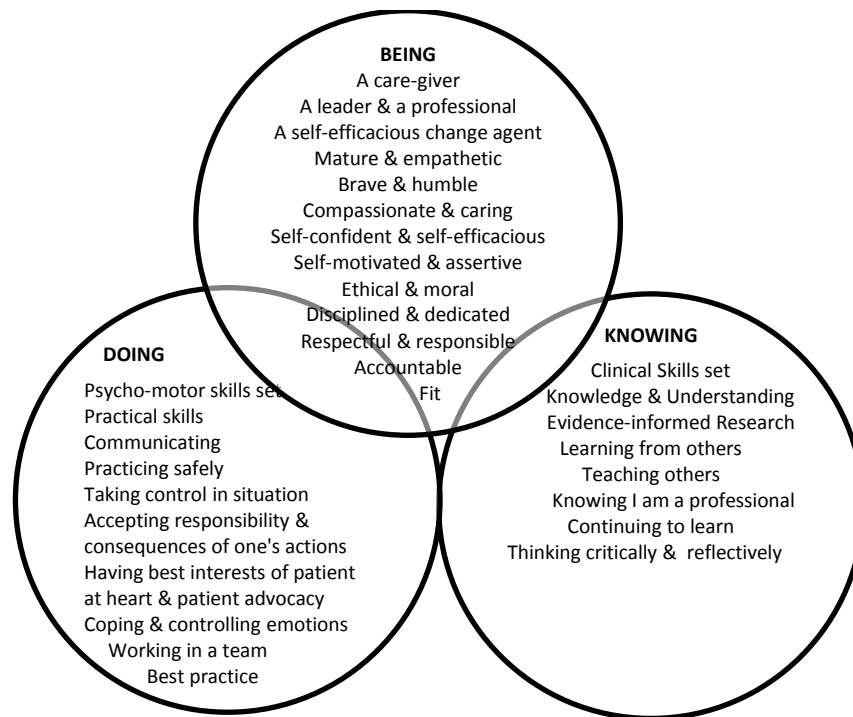 BEING
A care-giver
A leader & a professional
A self-efficacious change agent
Mature & empathetic
Brave & humble
Compassionate & caring
Self-confident & self-efficacious
Self-motivated & assertive
Ethical & moral
Disciplined & dedicated
Respectful & responsible
Accountable
Fit
DOING
Psycho-motor skills set
Practical skills
Communicating
Practicing safely
Taking control in situation
Accepting responsibility &
consequences of one's actions
Having best interests of patient
at heart & patient advocacy
Coping & controlling emotions
Working in a team
Best practice
KNOWING
Clinical Skills set
Knowledge & Understanding
Evidence-informed Research
Learning from others
Teaching others
Knowing I am a professional
Continuing to learn
Thinking critically & reflectively